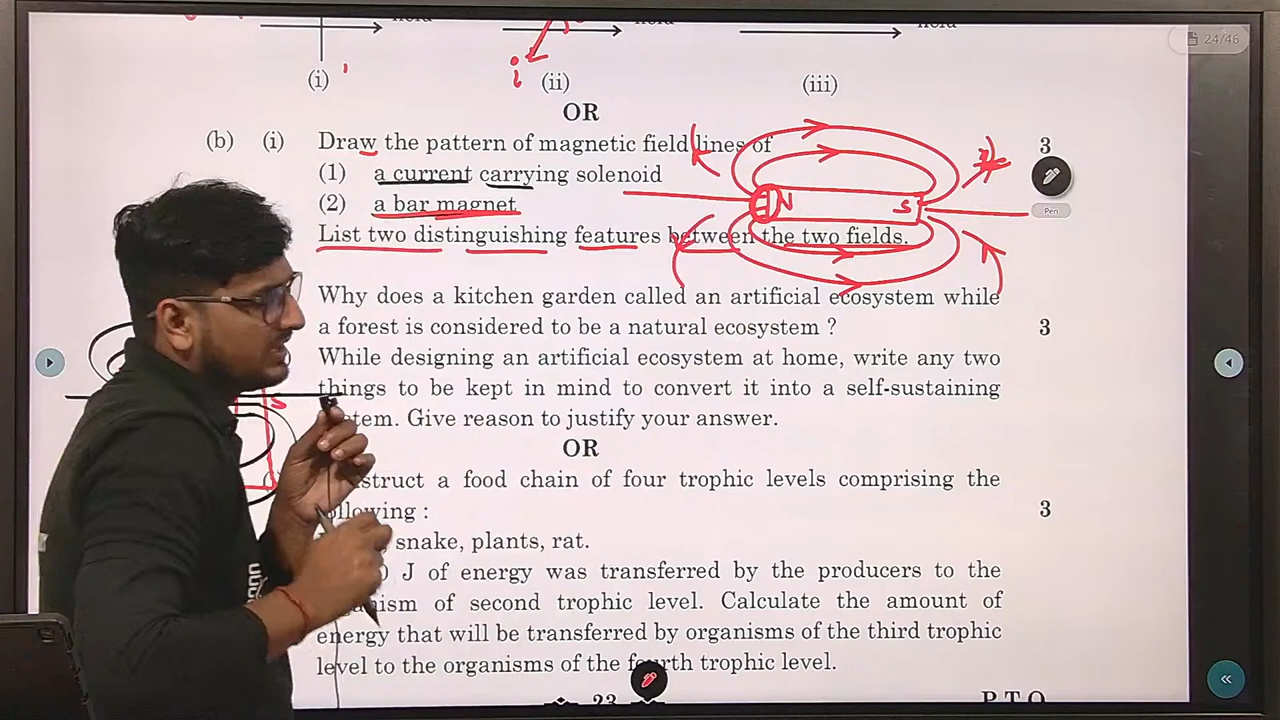 24/46
(i)
i
(ii)
(iii)
OR
(b) (i) Draw the pattern of magnetic field lines of 3
(1) a current carrying solenoid
Pen
(2) a bar magnet
N S
List two distinguishing features between the two fields.
Why does a kitchen garden called an artificial ecosystem while
a forest is considered to be a natural ecosystem ? 3
While designing an artificial ecosystem at home, write any two
things to be kept in mind to convert it into a self-sustaining
S
Give reason to justify your answer.
OR
a food chain of four trophic levels comprising the
: 3
snake, plants, rat.
J of energy was transferred by the producers to the
of second trophic level. Calculate the amount of
energy that will be transferred by organisms of the third trophic
level to the organisms of the fourth trophic level.
23
P.T.O.